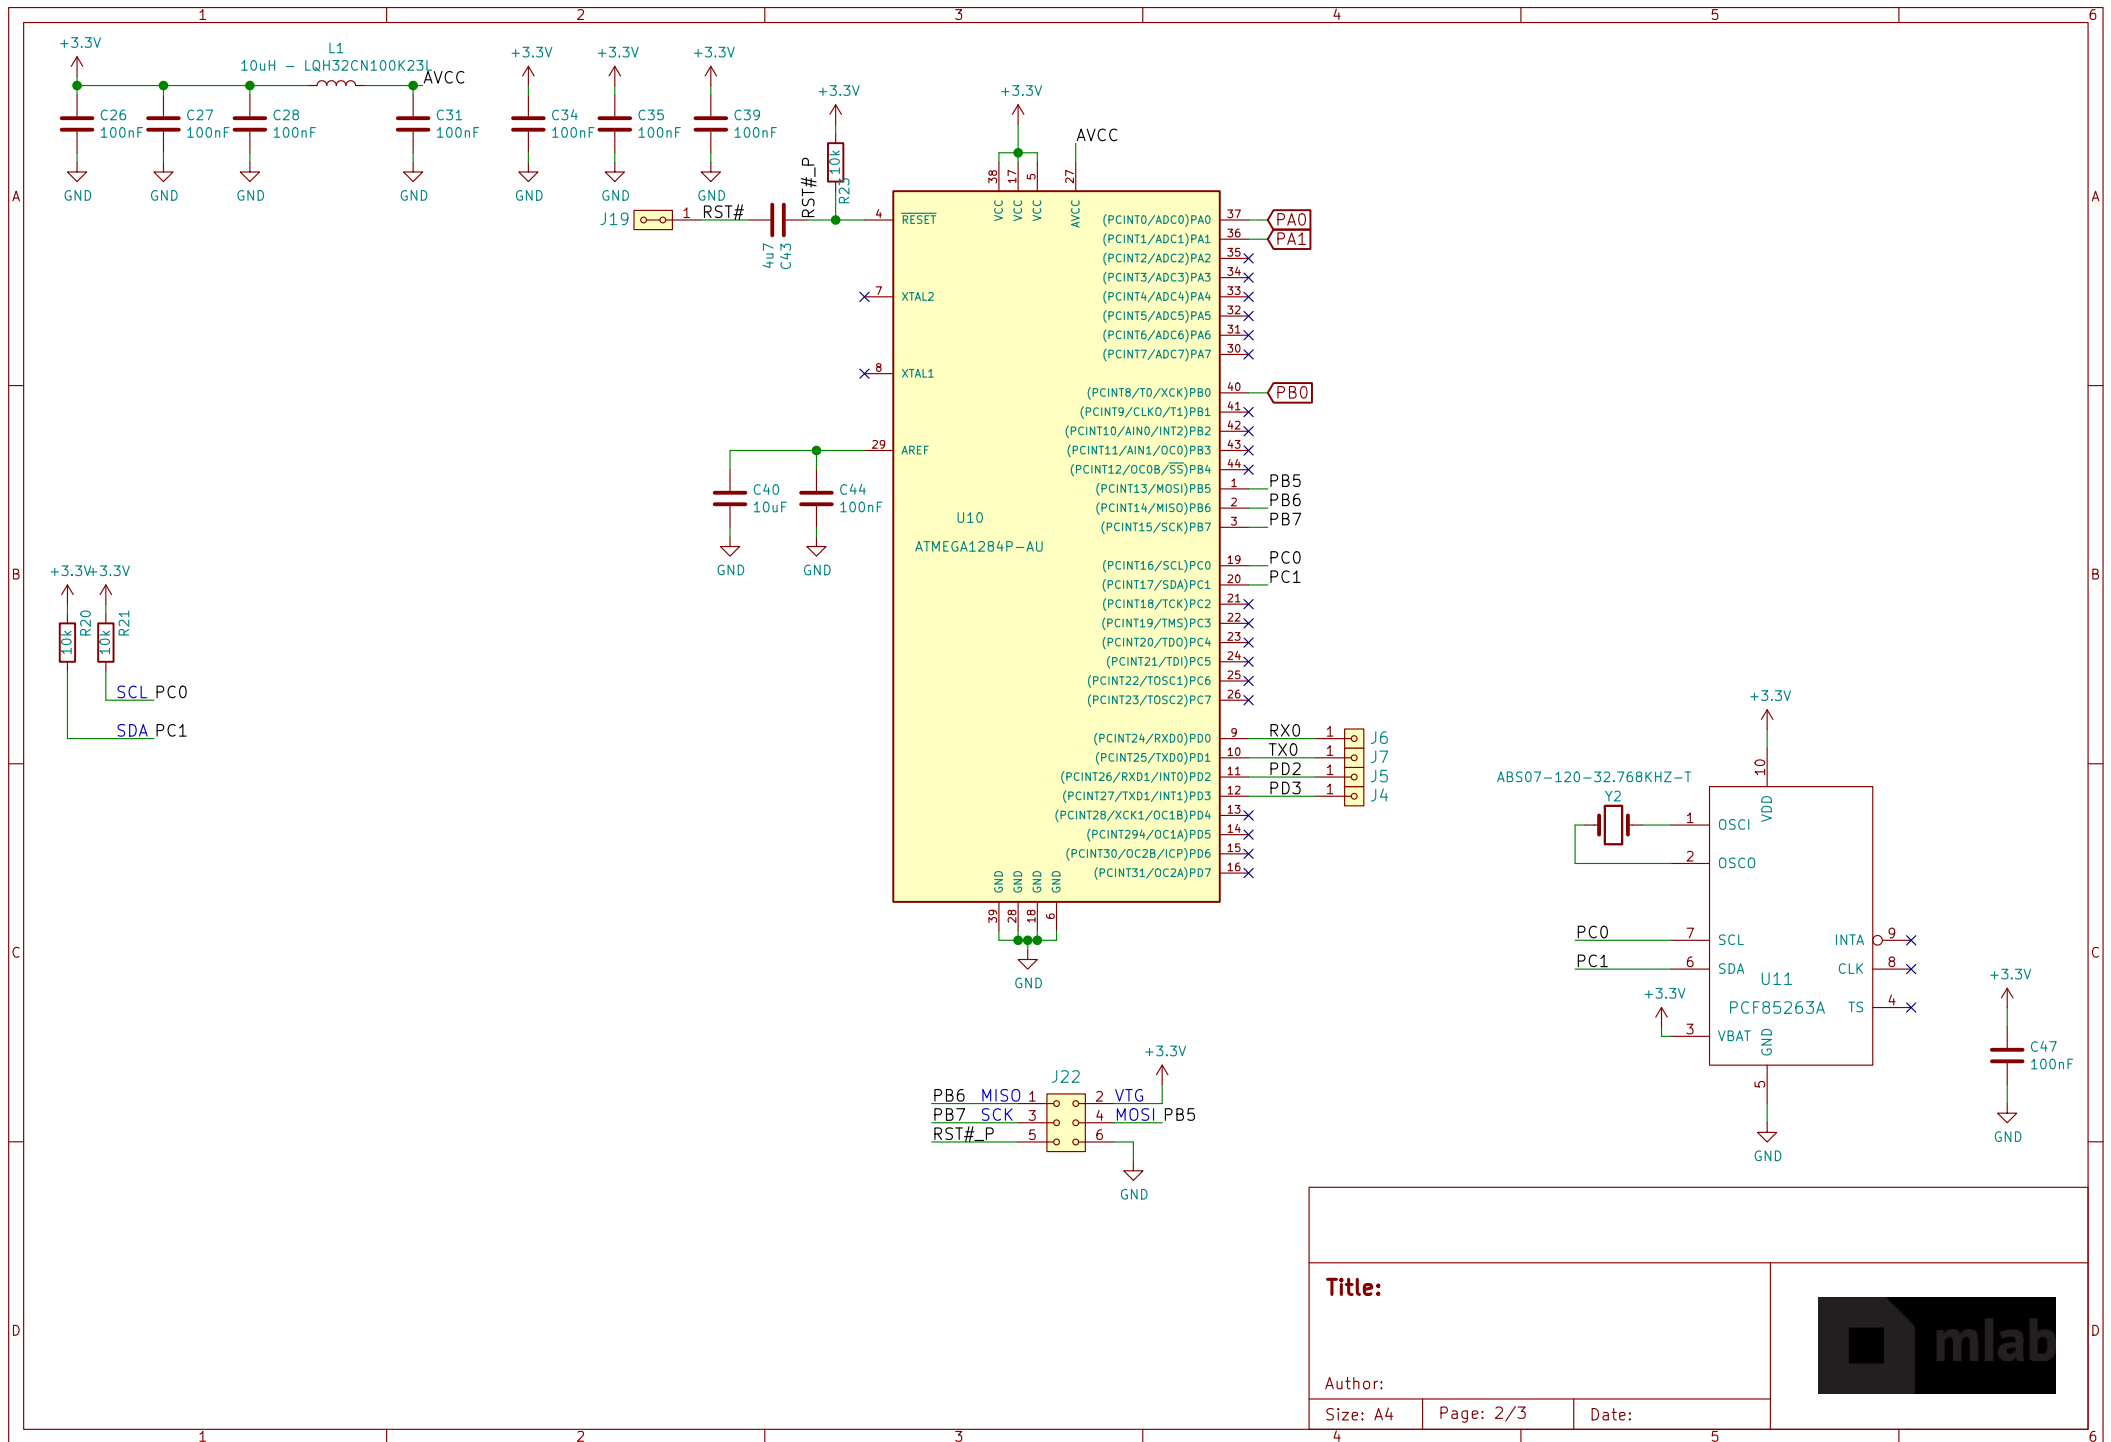 1 2 3 4 5 6
+3.3V
L1
10uH - LQH32CN100K23L
AVCC
C26
100nF
GND
C27
100nF
GND
C28
100nF
GND
C31
100nF
GND
+3.3V
C34
100nF
GND
+3.3V
C35
100nF
GND
+3.3V
C39
100nF
GND
+3.3V
10k
R23
RST#_P
J19
1
RST#
4u7
C43
+3.3V
AVCC
38
17
5
27
VCC
VCC
VCC
AVCC
A
A
4 RESET
7 XTAL2
8 XTAL1
29 AREF
C40
10uF
GND
C44
100nF
GND
U10
ATMEGA1284P-AU
(PCINT0/ADC0)PA0 37 PA0
(PCINT1/ADC1)PA1 36 PA1
(PCINT2/ADC2)PA2 35
(PCINT3/ADC3)PA3 34
(PCINT4/ADC4)PA4 33
(PCINT5/ADC5)PA5 32
(PCINT6/ADC6)PA6 31
(PCINT7/ADC7)PA7 30
(PCINT8/T0/XCK)PB0 40 PB0
(PCINT9/CLKO/T1)PB1 41
(PCINT10/AIN0/INT2)PB2 42
(PCINT11/AIN1/OC0)PB3 43
(PCINT12/OC0B/SS)PB4 44
(PCINT13/MOSI)PB5 1 PB5
(PCINT14/MISO)PB6 2 PB6
(PCINT15/SCK)PB7 3 PB7
(PCINT16/SCL)PC0 19 PC0
(PCINT17/SDA)PC1 20 PC1
(PCINT18/TCK)PC2 21
(PCINT19/TMS)PC3 22
(PCINT20/TDO)PC4 23
(PCINT21/TDI)PC5 24
(PCINT22/TOSC1)PC6 25
(PCINT23/TOSC2)PC7 26
(PCINT24/RXD0)PD0 9 RX0 1 J6
(PCINT25/TXD0)PD1 10 TX0 1 J7
(PCINT26/RXD1/INT0)PD2 11 PD2 1 J5
(PCINT27/TXD1/INT1)PD3 12 PD3 1 J4
(PCINT28/XCK1/OC1B)PD4 13
(PCINT294/OC1A)PD5 14
(PCINT30/OC2B/ICP)PD6 15
(PCINT31/OC2A)PD7 16
GND
GND
GND
GND
39
28
18
6
GND
B
B
+3.3V
+3.3V
10k
R20
10k
R21
SCL PC0
SDA PC1
+3.3V
10
VDD
ABS07-120-32.768KHZ-T
Y2
1 OSCI
2 OSCO
PC0 7 SCL
PC1 6 SDA
+3.3V
3 VBAT
U11
PCF85263A
INTA 9
CLK 8
TS 4
GND
5
GND
+3.3V
C47
100nF
GND
C
C
+3.3V
J22
PB6 MISO 1 2 VTG
PB7 SCK 3 4 MOSI PB5
RST#_P 5 6
GND
D
D
Title:
Author:
Size: A4
Page: 2/3
Date:
mlab
1 2 3 4 5 6